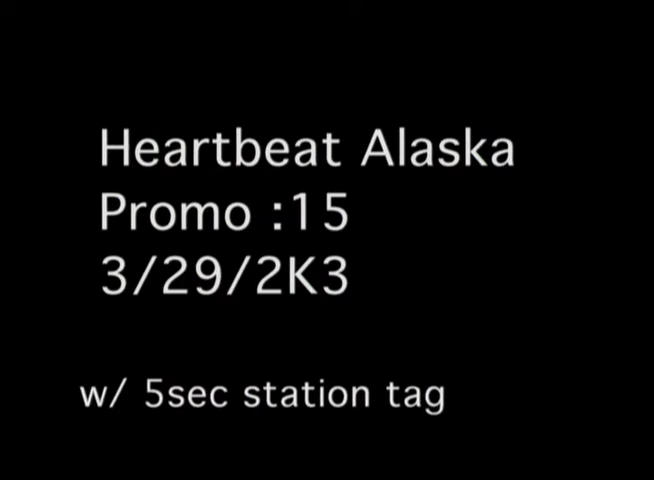 Heartbeat Alaska
Promo :15
3/29/2K3
w/ 5sec station tag